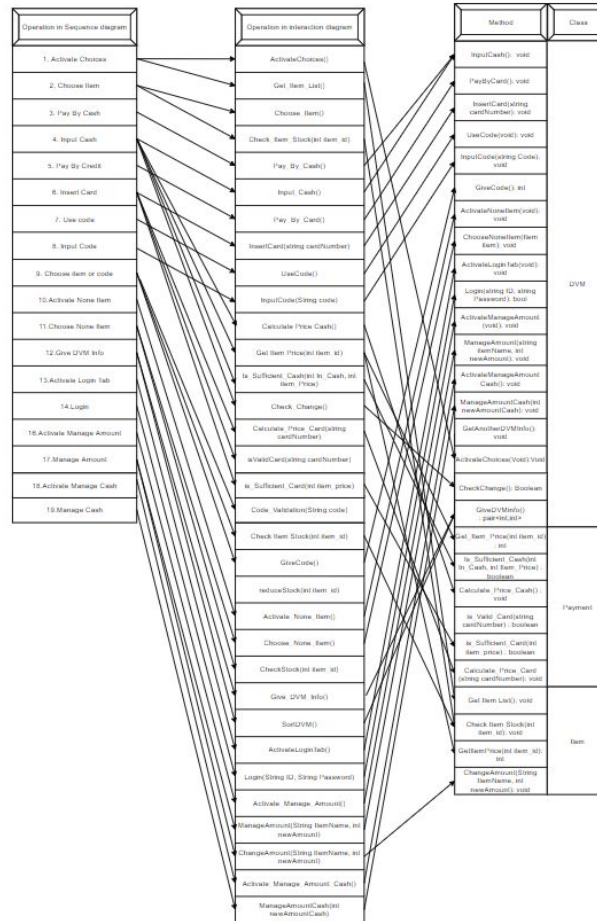 Operation in Sequence diagram
1. Activate Choices
2. Choose Item
3. Pay By Cash
4. Input Cash
5. Pay By Credit
6. Insert Card
7. Use code
8. Input Code
9. Choose item or code
10.Activate None Item
11.Choose None Item
12.Give DVM Info
13.Activate Login Tab
14.Login
16.Activate Manage Amount
17.Manage Amount
18.Activate Manage Cash
19.Manage Cash
Operation in interaction diagram
ActivateChoices()
Get_Item_List()
Choose_Item()
Check_Item_Stock(int item_id)
Pay_By_Cash()
Input_Cash()
Pay_By_Card()
InsertCard(string cardNumber)
UseCode()
InputCode(String code)
Calculate Price Cash()
Get Item Price(int item_id)
Is_Sufficient_Cash(int In_Cash, int
item_Price)
Check_Change()
Calculate_Price_Card(string
cardNumber)
isValidCard(string cardNumber)
is_Sufficient_Card(int item_price)
Code_Validation(String code)
Check Item Stock(int item_id)
GiveCode()
reduceStock(int item_id)
Activate_None_Item()
Choose_None_Item()
CheckStock(int item_id)
Give_DVM_Info()
SortDVM()
ActivateLoginTab()
Login(String ID, String Password)
Activate_Manage_Amount()
ManageAmount(String ItemName, int
newAmount)
ChangeAmount(String ItemName, int
newAmount)
Activate_Manage_Amount_Cash()
ManageAmountCash(int
newAmountCash)
Method
Class
InputCash(): void
PayByCard(): void
InsertCard(string
cardNumber): void
UseCode(void): void
InputCode(string Code):
void
GiveCode(): int
ActivateNoneItem(void):
void
ChooseNoneItem(Item
item): void
ActivateLoginTab(void):
void
Login(string ID, string
Password): bool
ActivateManageAmount
(void): void
ManageAmount(string
itemName, int
newAmount): void
ActivateManageAmount
Cash(): void
ManageAmountCash(int
newAmountCash): void
GetAnotherDVMInfo():
void
ActivateChoices(Void):Void
CheckChange(): Boolean
GiveDVMInfo()
: pair<int,int>
DVM
Get_Item_Price(int item_id)
: int
Is_Sufficient_Cash(int
In_Cash, int Item_Price) :
boolean
Calculate_Price_Cash() :
void
is_Valid_Card(string
cardNumber) : boolean
is_Sufficient_Card(int
item_price) : boolean
Calculate_Price_Card
(string cardNumber): void
Payment
Get Item List(): void
Check Item Stock(int
item_id): void
GetItemPrice(int item_id):
int
ChangeAmount(String
ItemName, int
newAmount): void
Item